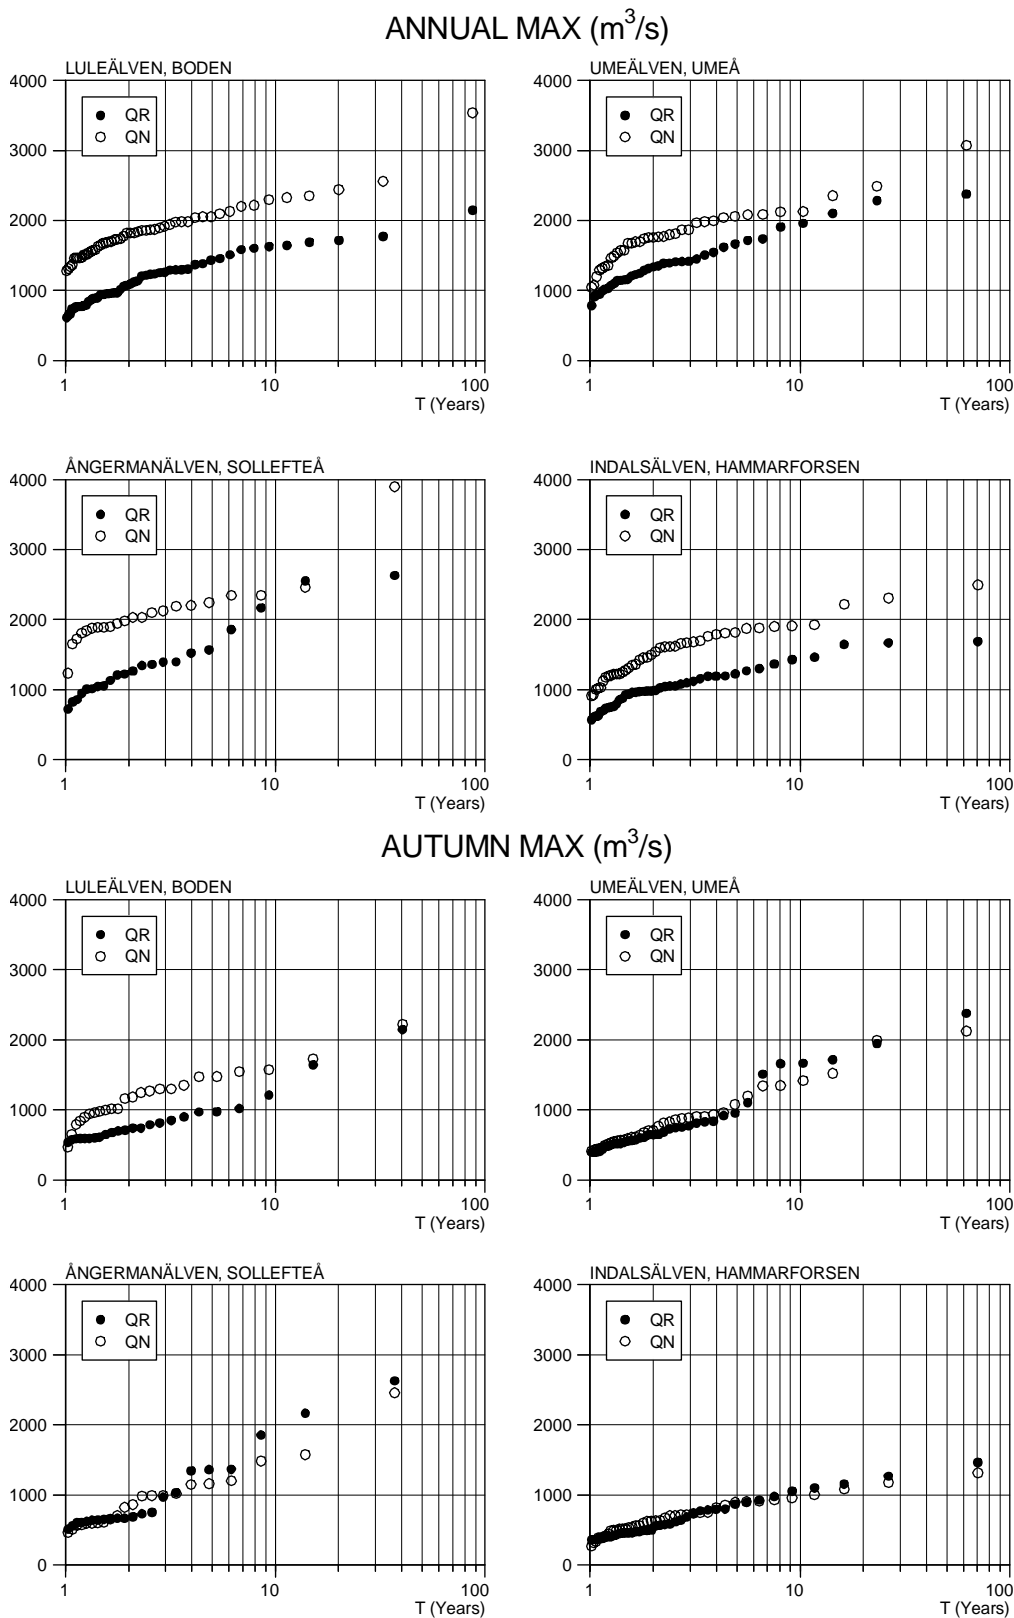 ANNUAL MAX (m³/s)
LULEÄLVEN, BODEN
4000
3000
2000
1000
0
QR
QN
1 10 100
T (Years)
UMEÄLVEN, UMEÅ
4000
3000
2000
1000
0
QR
QN
1 10 100
T (Years)
ÅNGERMANÄLVEN, SOLLEFTEÅ
4000
3000
2000
1000
0
QR
QN
1 10 100
T (Years)
INDALSÄLVEN, HAMMARFORSEN
4000
3000
2000
1000
0
QR
QN
1 10 100
T (Years)
AUTUMN MAX (m³/s)
LULEÄLVEN, BODEN
4000
3000
2000
1000
0
QR
QN
1 10 100
T (Years)
UMEÄLVEN, UMEÅ
4000
3000
2000
1000
0
QR
QN
1 10 100
T (Years)
ÅNGERMANÄLVEN, SOLLEFTEÅ
4000
3000
2000
1000
0
QR
QN
1 10 100
T (Years)
INDALSÄLVEN, HAMMARFORSEN
4000
3000
2000
1000
0
QR
QN
1 10 100
T (Years)